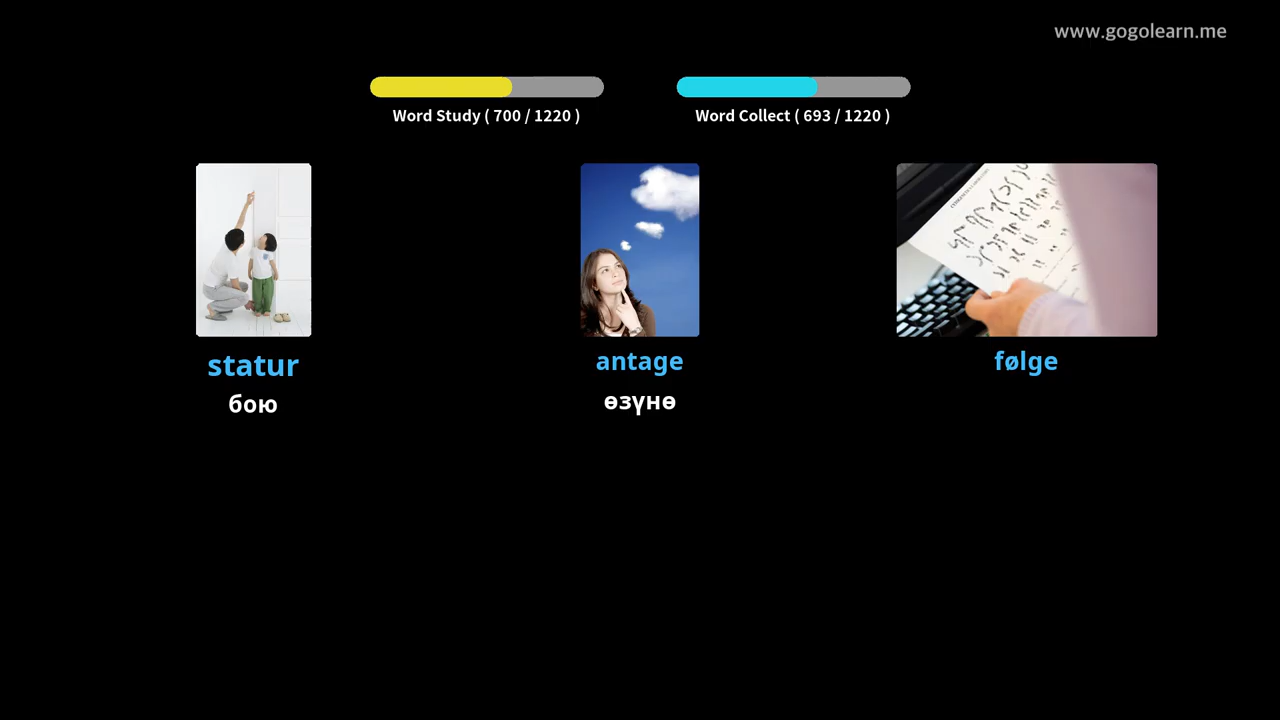 www.gogolearn.me
Word Study ( 700 / 1220 )
Word Collect ( 693 / 1220 )
statur
бою
antage
өзүнө
følge